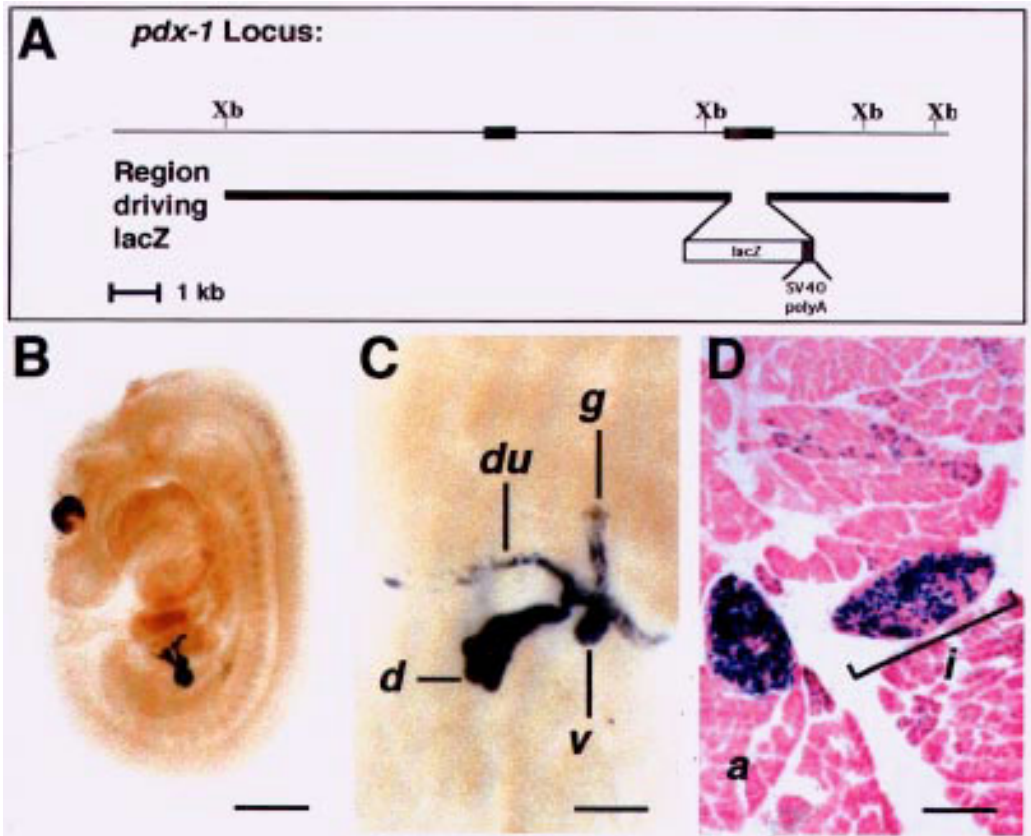 A
pdx-1 Locus:
Xb Xb Xb Xb
Region
driving
lacZ
lacZ
SV40
polyA
1 kb
B
C
D
g
du
d
v
i
a